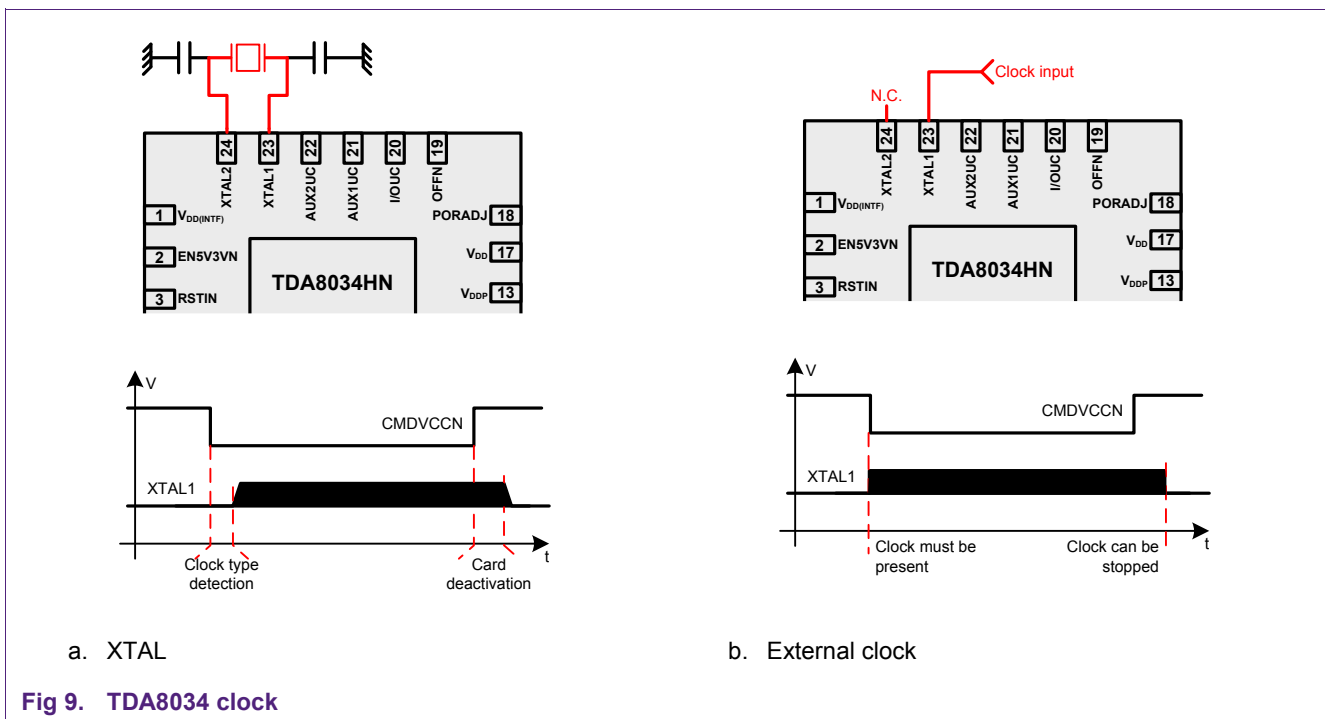 24
XTAL2
23
XTAL1
22
AUX2UC
21
AUX1UC
20
I/OUC
19
OFFN
1 VDD(INTF)
PORADJ 18
2 EN5V3VN
VDD 17
TDA8034HN
3 RSTIN
VDDP 13
Clock input
N.C.
24
XTAL2
23
XTAL1
22
AUX2UC
21
AUX1UC
20
I/OUC
19
OFFN
1 VDD(INTF)
PORADJ 18
2 EN5V3VN
VDD 17
TDA8034HN
3 RSTIN
VDDP 13
V
CMDVCCN
XTAL1
t
Clock type
detection
Card
deactivation
V
CMDVCCN
XTAL1
t
Clock must be
present
Clock can be
stopped
a. XTAL
b. External clock
Fig 9. TDA8034 clock